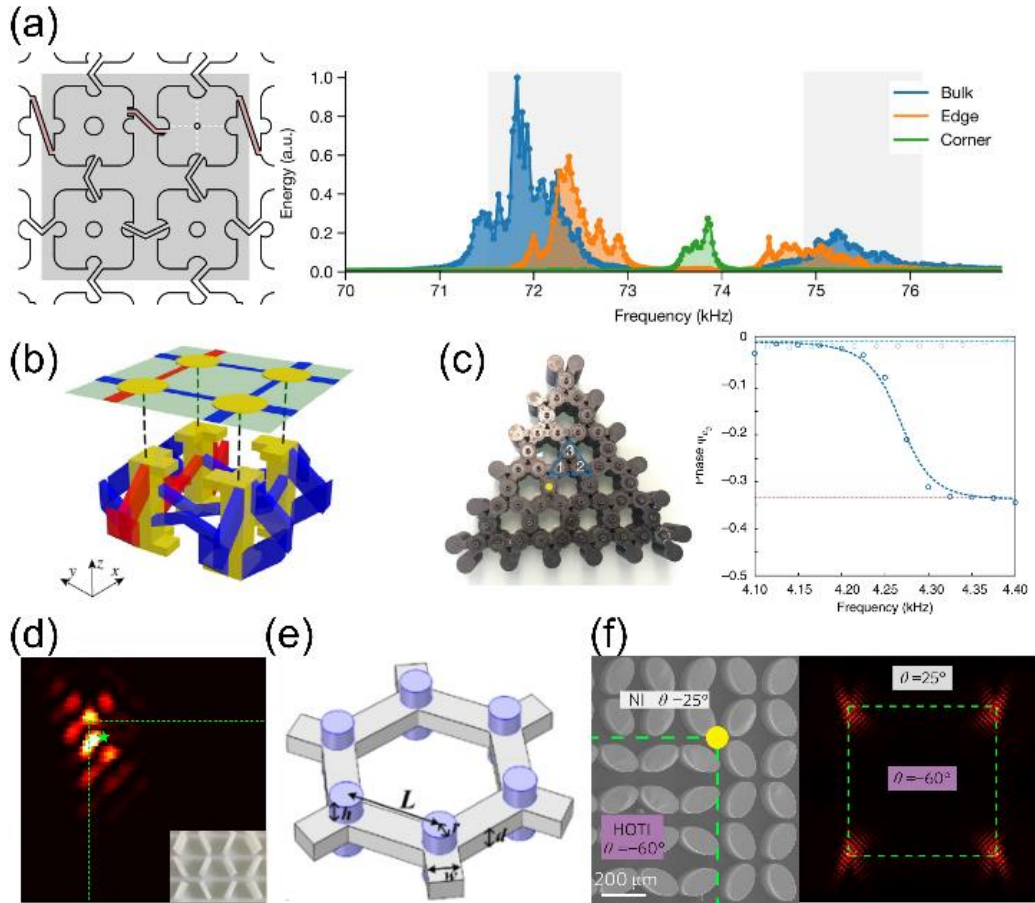 (a)
Energy (a.u.)
1.0
0.8
0.6
0.4
0.2
0.0
Bulk
Edge
Corner
70 71 72 73 74 75 76
Frequency (kHz)
(b)
y z x
(c)
3
1 2
Phase ψc3
0
−0.1
−0.2
−0.3
−0.4
−0.5
4.10 4.15 4.20 4.25 4.30 4.35 4.40
Frequency (kHz)
(d)
(e)
L
h
r
d
w
(f)
NI θ=25°
HOTI
θ=−60°
200 μm
θ=25°
θ=−60°